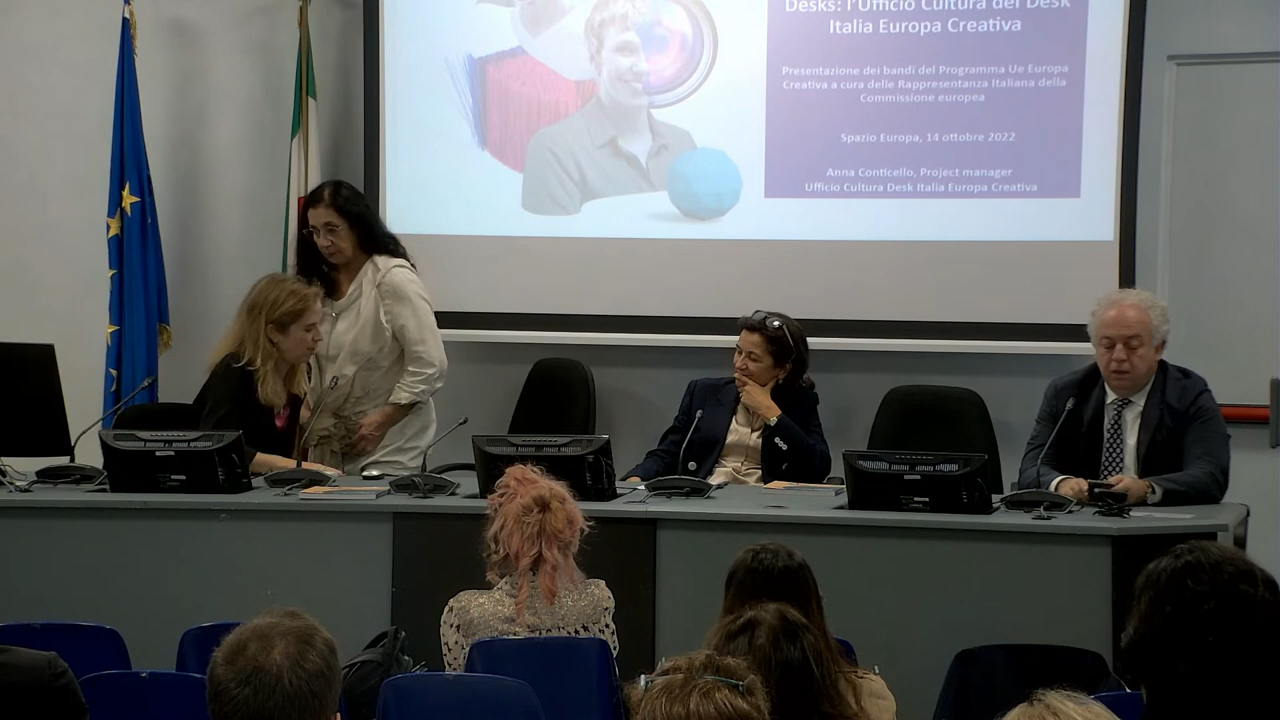 Desks: l'Ufficio Cultura del Desk
Italia Europa Creativa
Presentazione dei bandi del Programma Ue Europa
Creativa a cura delle Rappresentanza Italiana della
Commissione europea
Spazio Europa, 14 ottobre 2022
Anna Conticello, Project manager
Ufficio Cultura Desk Italia Europa Creativa